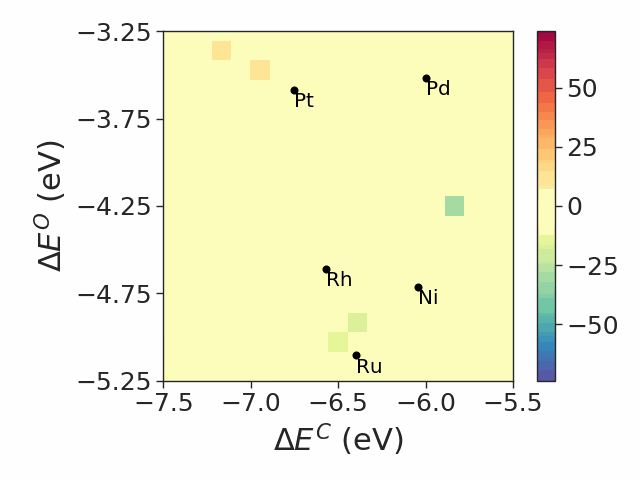 −3.25
−3.75
−4.25
−4.75
−5.25
ΔE^O (eV)
Pt
Pd
Rh
Ni
Ru
−7.5 −7.0 −6.5 −6.0 −5.5
ΔE^C (eV)
50
25
0
−25
−50